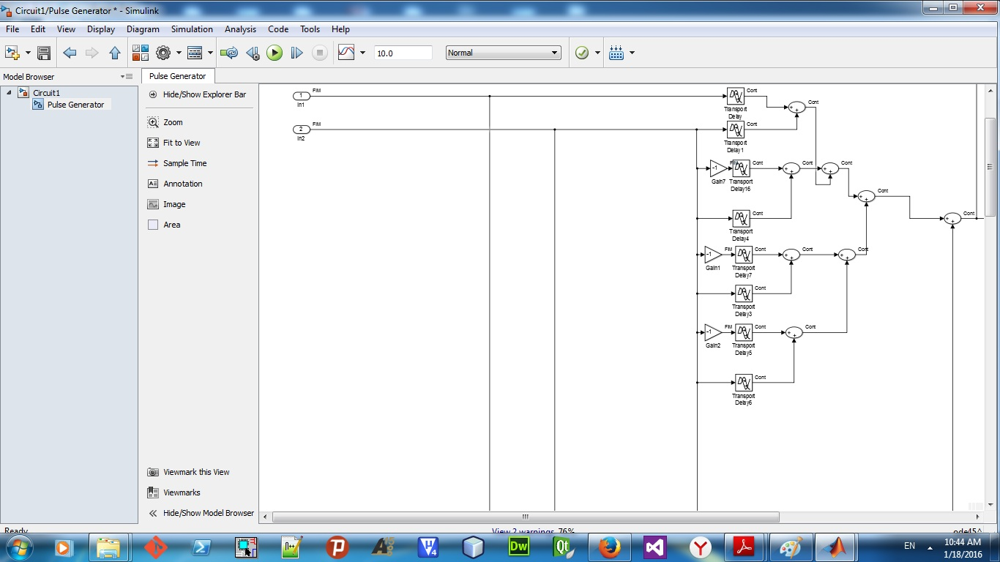 Circuit1/Pulse Generator * - Simulink
File Edit View Display Diagram Simulation Analysis Code Tools Help
10.0 Normal
Model Browser
Pulse Generator
Circuit1
Pulse Generator
Hide/Show Explorer Bar
Zoom
Fit to View
Sample Time
Annotation
Image
Area
Viewmark this View
Viewmarks
Hide/Show Model Browser
1 FiM
In1
2 FiM
In2
Cont
Transport
Delay
Cont
Cont
Transport
Delay1
-1
Gain7
FiM
Transport
Delay16
Cont
Cont
Cont
Transport
Delay4
Cont
Cont
Cont
-1
Gain1
FiM
Transport
Delay7
Cont
Cont
Cont
Transport
Delay3
Cont
-1
Gain2
FiM
Transport
Delay5
Cont
Cont
Transport
Delay6
Cont
Ready
View 2 warnings 76%
ode45
N++
P
V4
Dw
Qt
Y
EN
10:44 AM
1/18/2016